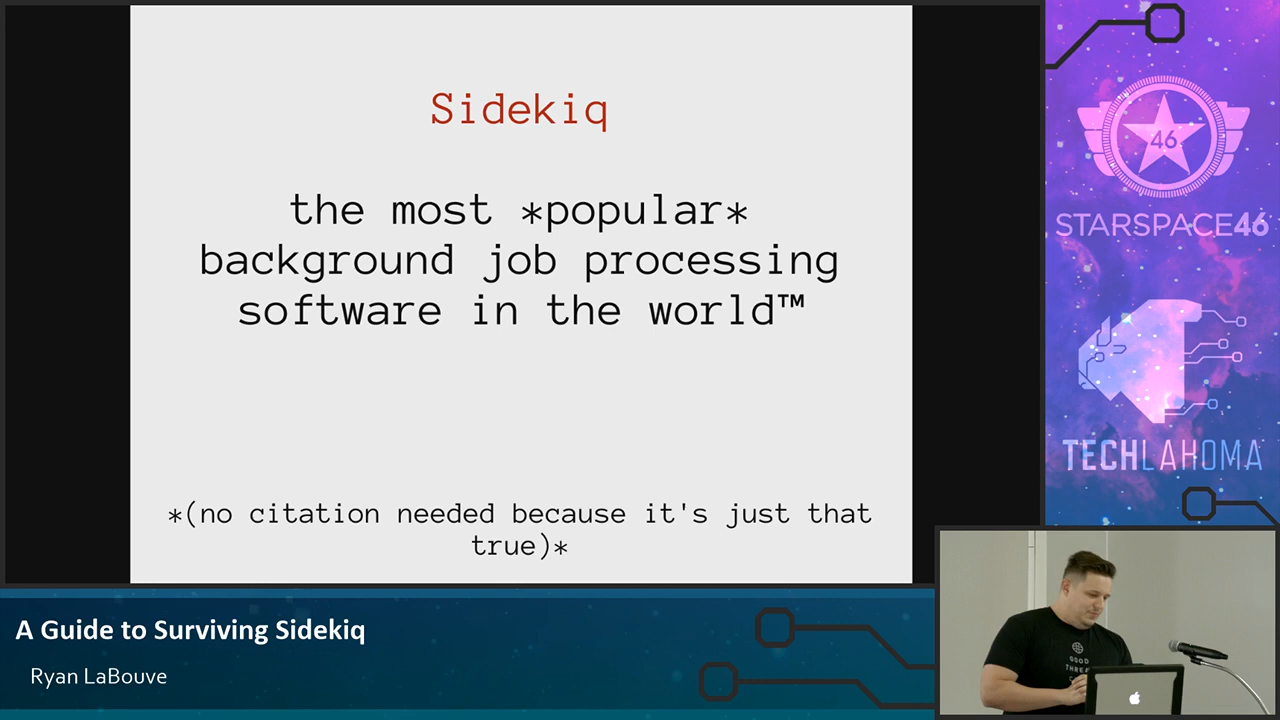 Sidekiq
the most *popular*
background job processing
software in the world™
*(no citation needed because it's just that
true)*
46
STARSPACE46
TECHLAHOMA
A Guide to Surviving Sidekiq
Ryan LaBouve
GOOD